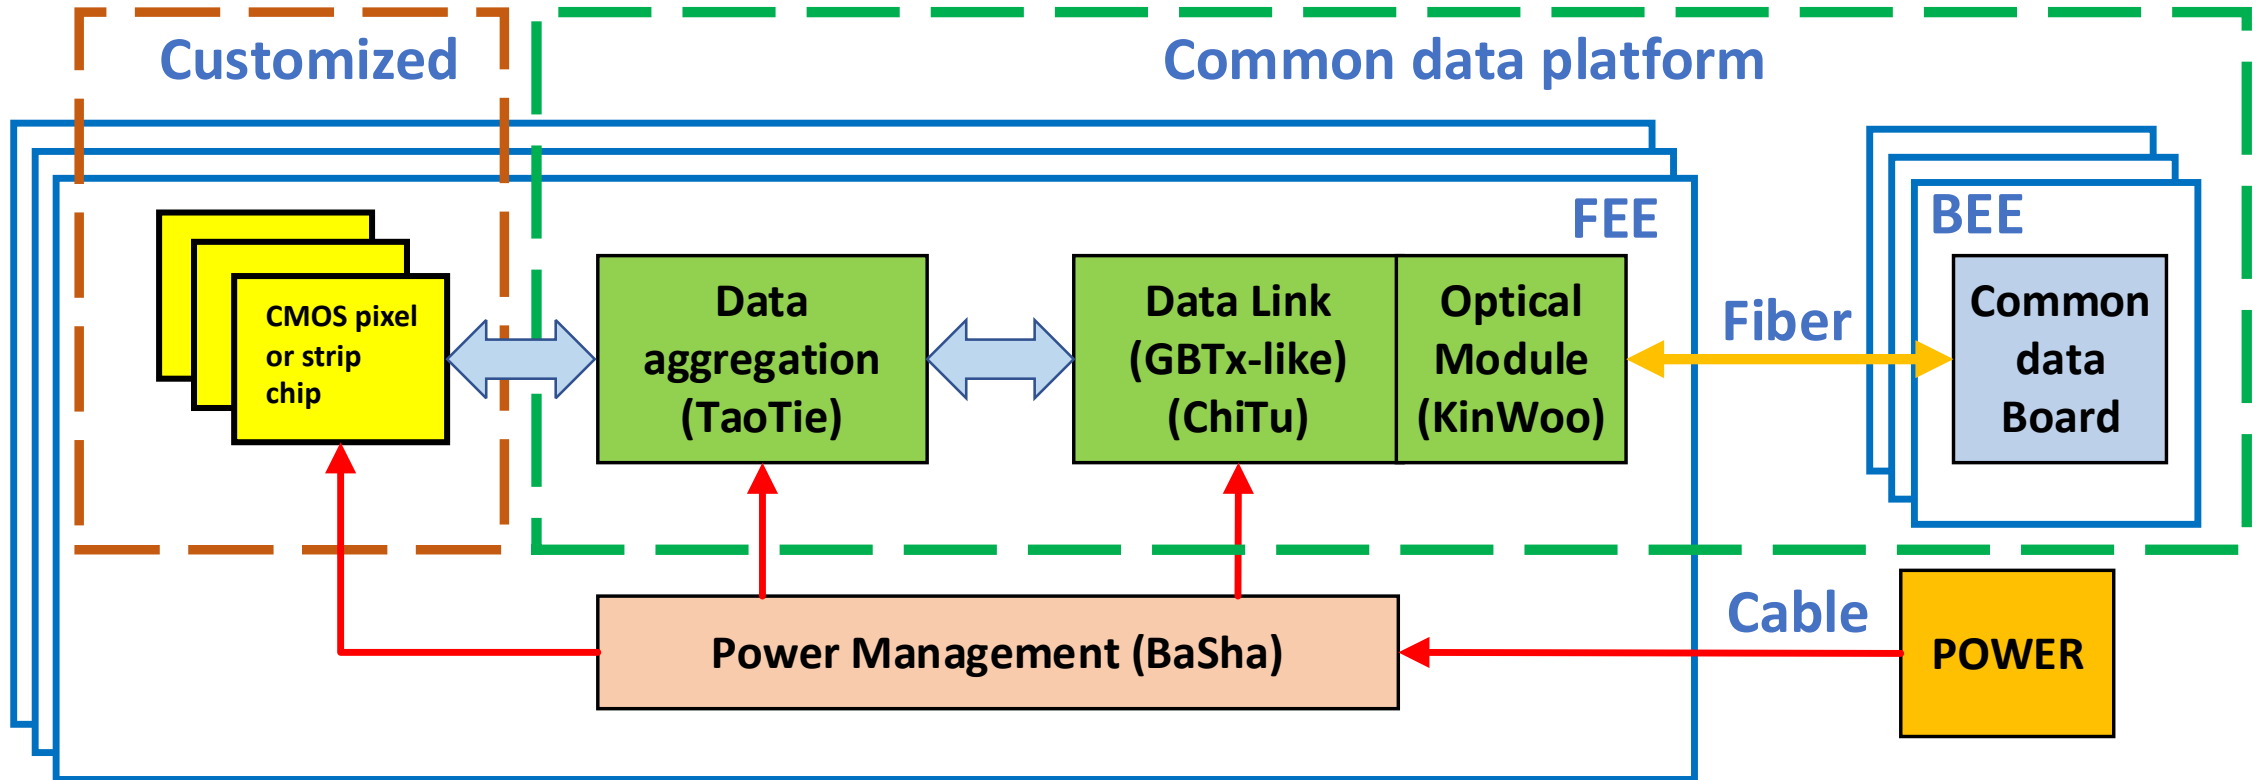 Customized
Common data platform
FEE
BEE
CMOS pixel
or strip
chip
Data
aggregation
(TaoTie)
Data Link
(GBTx-like)
(ChiTu)
Optical
Module
(KinWoo)
Fiber
Common
data
Board
Power Management (BaSha)
Cable
POWER